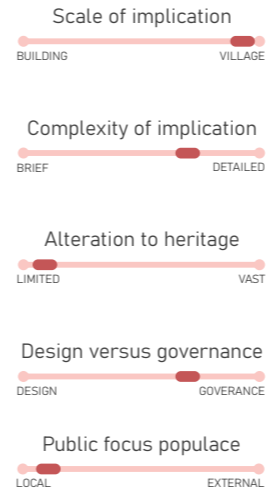 Scale of implication
BUILDING VILLAGE
Complexity of implication
BRIEF DETAILED
Alteration to heritage
LIMITED VAST
Design versus governance
DESIGN GOVERANCE
Public focus populace
LOCAL EXTERNAL